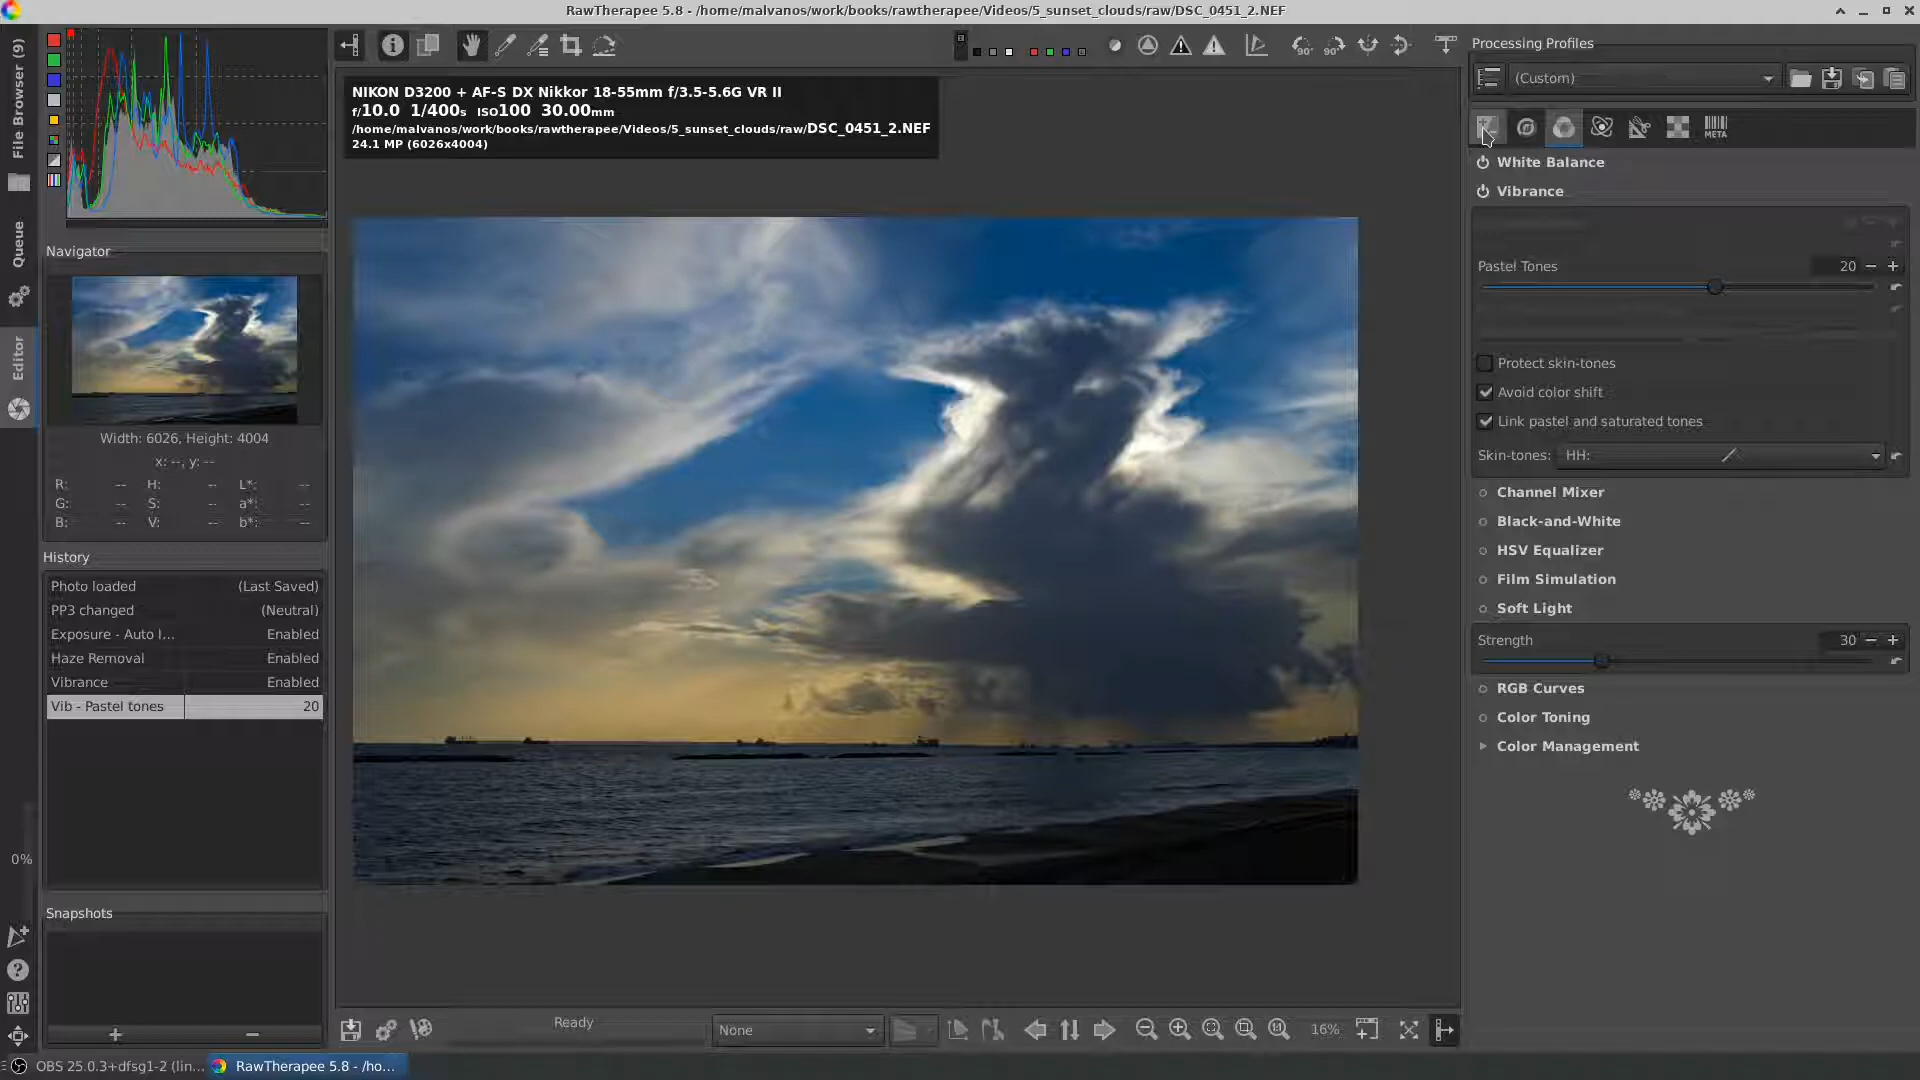 RawTherapee 5.8 - /home/malvanos/work/books/rawtherapee/Videos/5_sunset_clouds/raw/DSC_0451_2.NEF
File Browser (9)
Queue
Editor
0%
Navigator
Width: 6026, Height: 4004
x: --, y: --
R: -- H: -- L*: --
G: -- S: -- a*: --
B: -- V: -- b*: --
History
Photo loaded (Last Saved)
PP3 changed (Neutral)
Exposure - Auto l... Enabled
Haze Removal Enabled
Vibrance Enabled
Vib - Pastel tones 20
Snapshots
NIKON D3200 + AF-S DX Nikkor 18-55mm f/3.5-5.6G VR II
f/10.0 1/400s ISO100 30.00mm
/home/malvanos/work/books/rawtherapee/Videos/5_sunset_clouds/raw/DSC_0451_2.NEF
24.1 MP (6026x4004)
90° 90°
Ready
None
16%
Processing Profiles
(Custom)
META
White Balance
Vibrance
Pastel Tones 20
Protect skin-tones
Avoid color shift
Link pastel and saturated tones
Skin-tones: HH:
Channel Mixer
Black-and-White
HSV Equalizer
Film Simulation
Soft Light
Strength 30
RGB Curves
Color Toning
Color Management
OBS 25.0.3+dfsg1-2 (lin...
RawTherapee 5.8 - /ho...